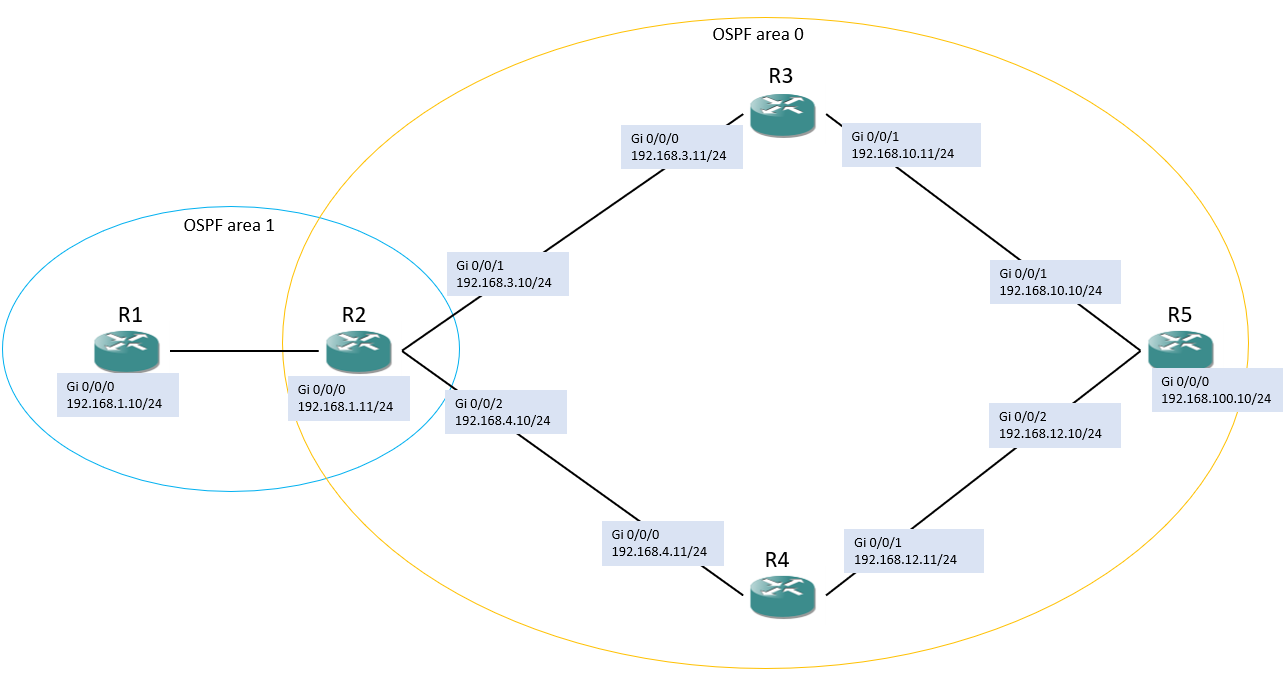 OSPF area 0
R3
Gi 0/0/0
192.168.3.11/24
Gi 0/0/1
192.168.10.11/24
OSPF area 1
Gi 0/0/1
192.168.3.10/24
Gi 0/0/1
192.168.10.10/24
R1
R2
R5
Gi 0/0/0
192.168.1.10/24
Gi 0/0/0
192.168.1.11/24
Gi 0/0/2
192.168.4.10/24
Gi 0/0/2
192.168.12.10/24
Gi 0/0/0
192.168.100.10/24
Gi 0/0/0
192.168.4.11/24
R4
Gi 0/0/1
192.168.12.11/24